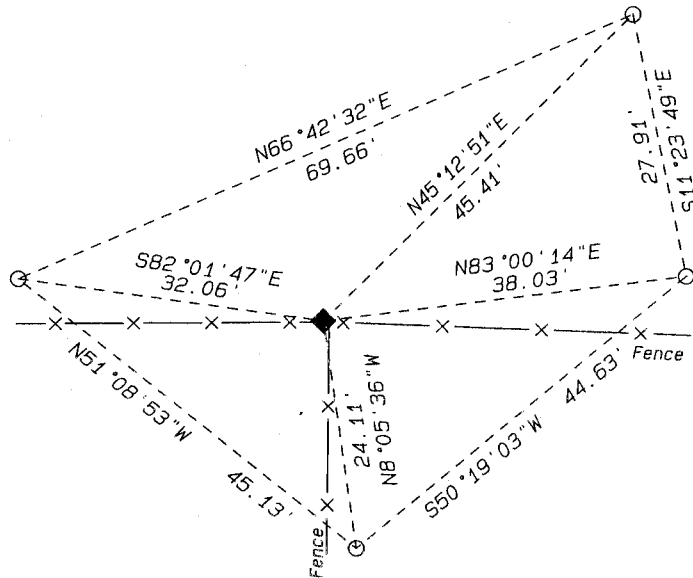 N66°42'32"E
69.66'
N45°12'51"E
45.41'
27.91'
S11°23'49"E
S82°01'47"E
32.06'
N83°00'14"E
38.03'
Fence
N51°08'53"W
45.13'
24.11'
N8°05'36"W
44.63'
S50°19'03"W
Fence